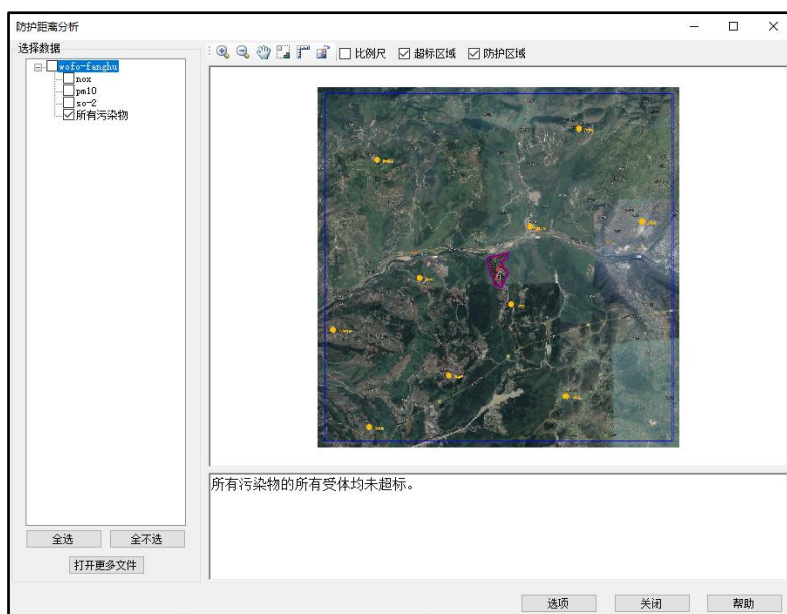 防护距离分析
选择数据
比例尺 超标区域 防护区域
wofo-fanghu
nox
pm10
so-2
所有污染物
所有污染物的所有受体均未超标。
全选 全不选
打开更多文件
选项 关闭 帮助